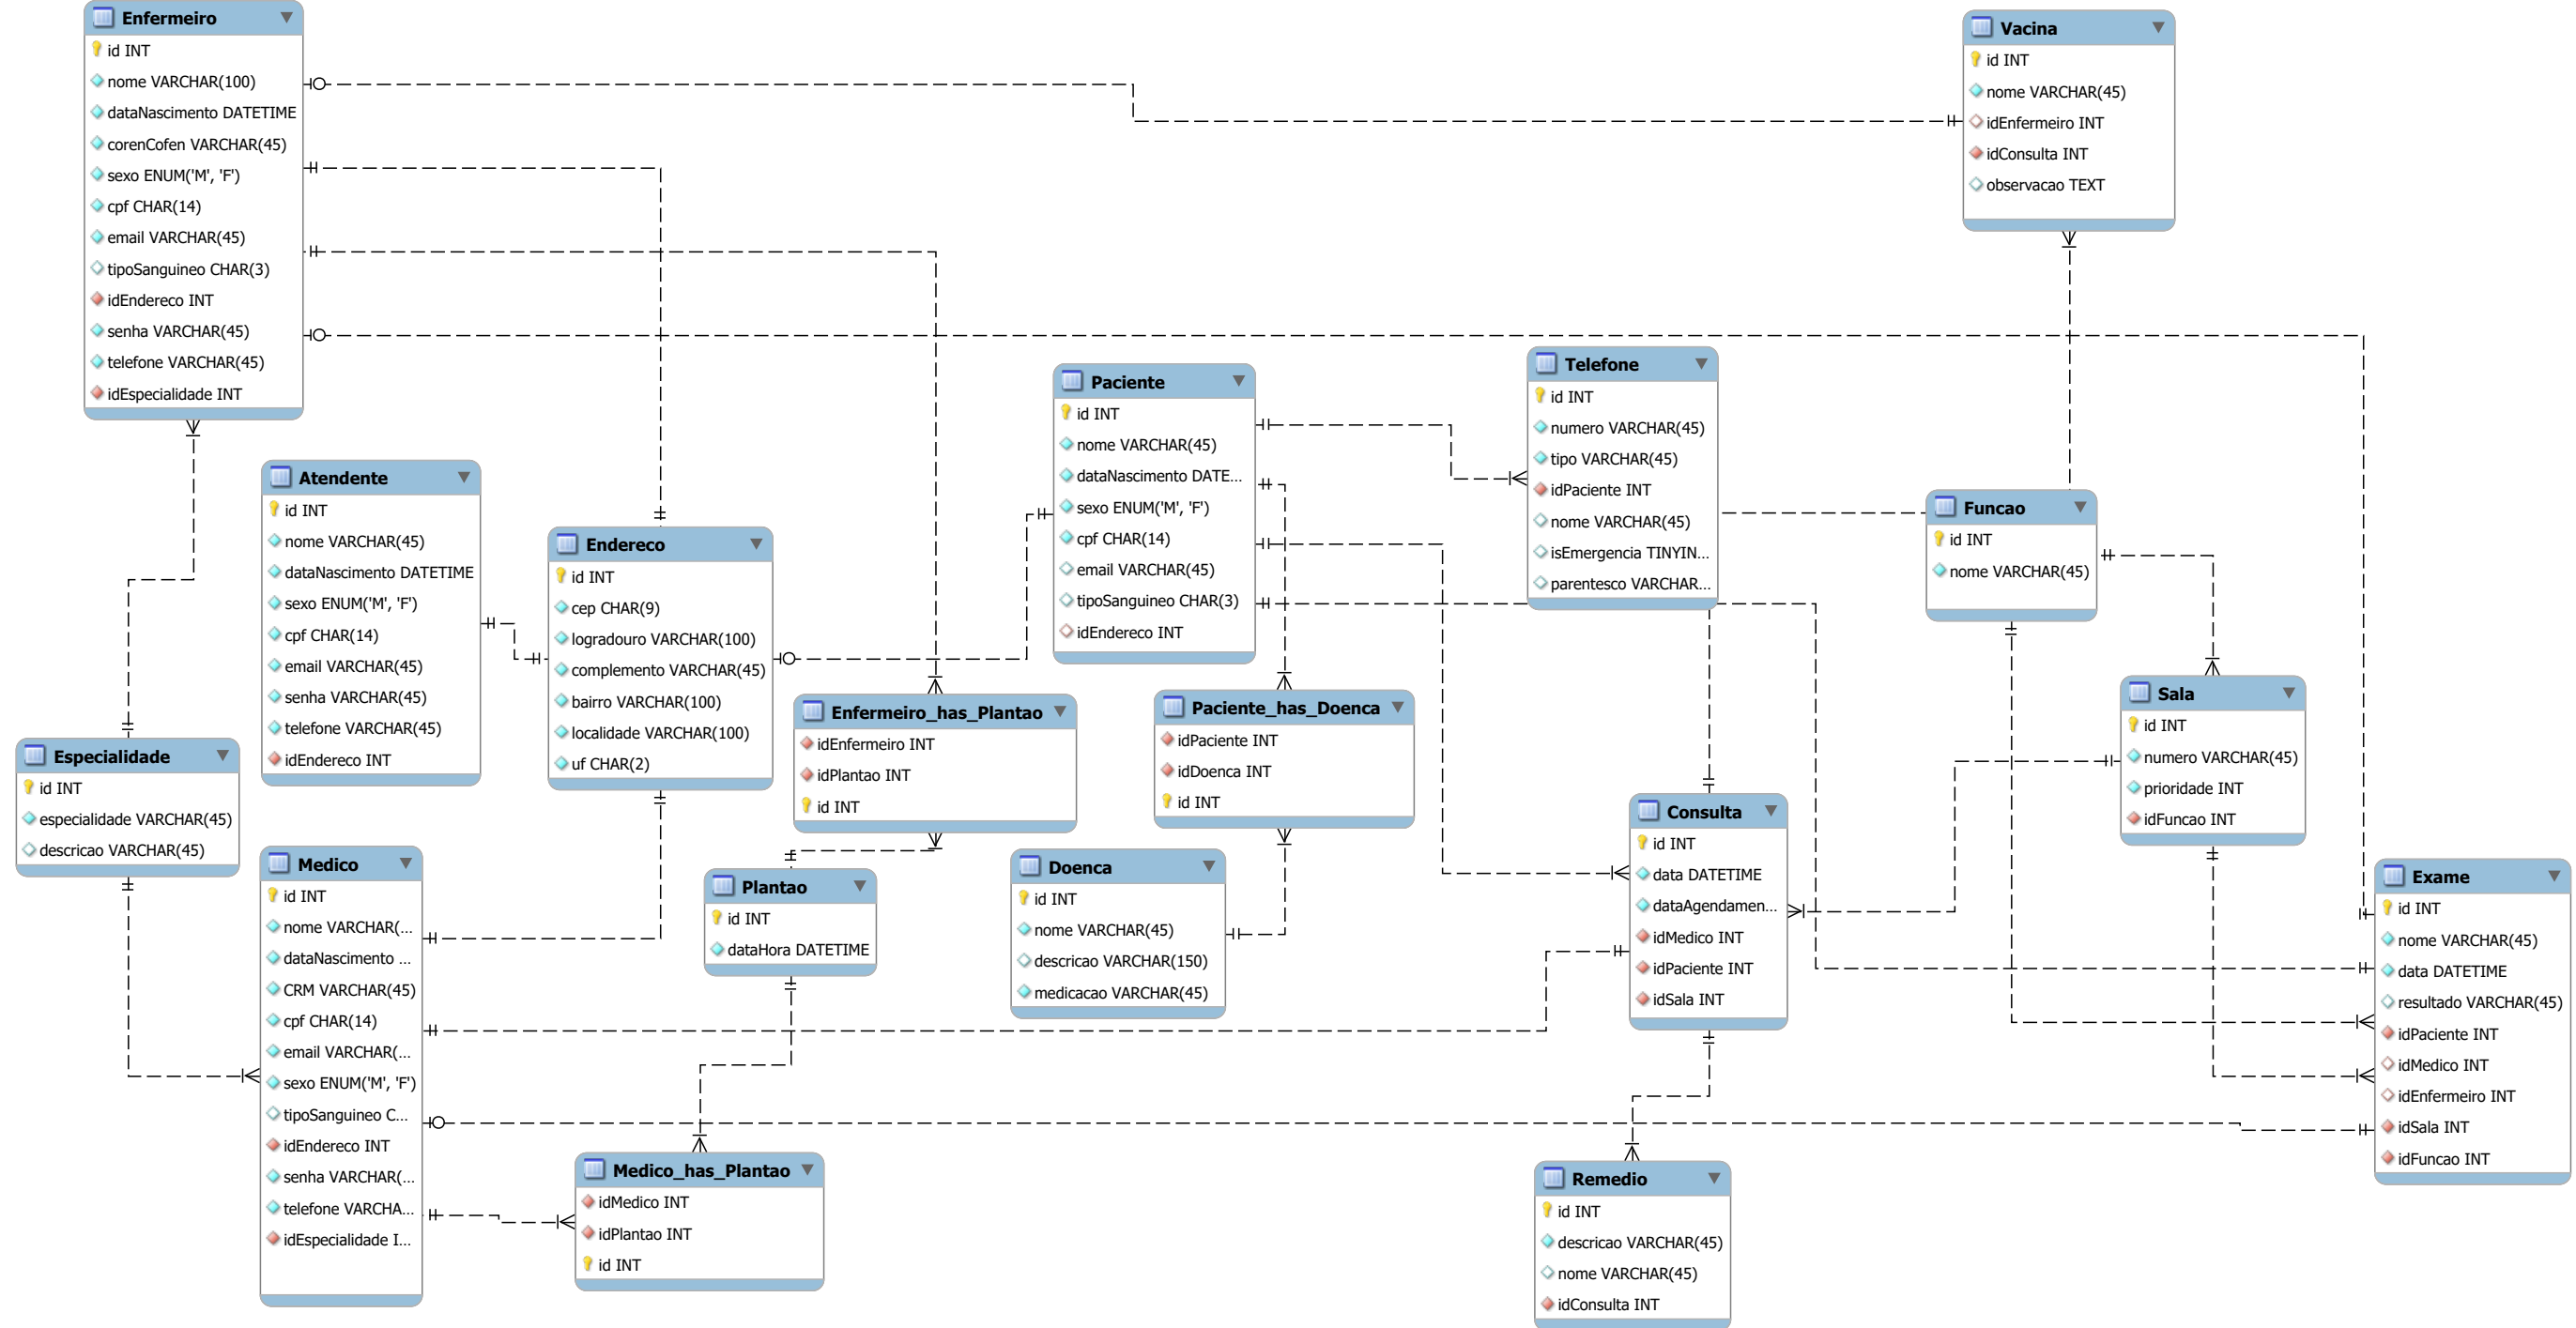 Enfermeiro
id INT
nome VARCHAR(100)
dataNascimento DATETIME
corenCofen VARCHAR(45)
sexo ENUM('M', 'F')
cpf CHAR(14)
email VARCHAR(45)
tipoSanguineo CHAR(3)
idEndereco INT
senha VARCHAR(45)
telefone VARCHAR(45)
idEspecialidade INT
Vacina
id INT
nome VARCHAR(45)
idEnfermeiro INT
idConsulta INT
observacao TEXT
Paciente
id INT
nome VARCHAR(45)
dataNascimento DATE...
sexo ENUM('M', 'F')
cpf CHAR(14)
email VARCHAR(45)
tipoSanguineo CHAR(3)
idEndereco INT
Telefone
id INT
numero VARCHAR(45)
tipo VARCHAR(45)
idPaciente INT
nome VARCHAR(45)
isEmergencia TINYIN...
parentesco VARCHAR...
Funcao
id INT
nome VARCHAR(45)
Atendente
id INT
nome VARCHAR(45)
dataNascimento DATETIME
sexo ENUM('M', 'F')
cpf CHAR(14)
email VARCHAR(45)
senha VARCHAR(45)
telefone VARCHAR(45)
idEndereco INT
Endereco
id INT
cep CHAR(9)
logradouro VARCHAR(100)
complemento VARCHAR(45)
bairro VARCHAR(100)
localidade VARCHAR(100)
uf CHAR(2)
Enfermeiro_has_Plantao
idEnfermeiro INT
idPlantao INT
id INT
Paciente_has_Doenca
idPaciente INT
idDoenca INT
id INT
Sala
id INT
numero VARCHAR(45)
prioridade INT
idFuncao INT
Especialidade
id INT
especialidade VARCHAR(45)
descricao VARCHAR(45)
Medico
id INT
nome VARCHAR(...
dataNascimento ...
CRM VARCHAR(45)
cpf CHAR(14)
email VARCHAR(...
sexo ENUM('M', 'F')
tipoSanguineo C...
idEndereco INT
senha VARCHAR(...
telefone VARCHA...
idEspecialidade I...
Plantao
id INT
dataHora DATETIME
Doenca
id INT
nome VARCHAR(45)
descricao VARCHAR(150)
medicacao VARCHAR(45)
Consulta
id INT
data DATETIME
dataAgendamen...
idMedico INT
idPaciente INT
idSala INT
Exame
id INT
nome VARCHAR(45)
data DATETIME
resultado VARCHAR(45)
idPaciente INT
idMedico INT
idEnfermeiro INT
idSala INT
idFuncao INT
Medico_has_Plantao
idMedico INT
idPlantao INT
id INT
Remedio
id INT
descricao VARCHAR(45)
nome VARCHAR(45)
idConsulta INT